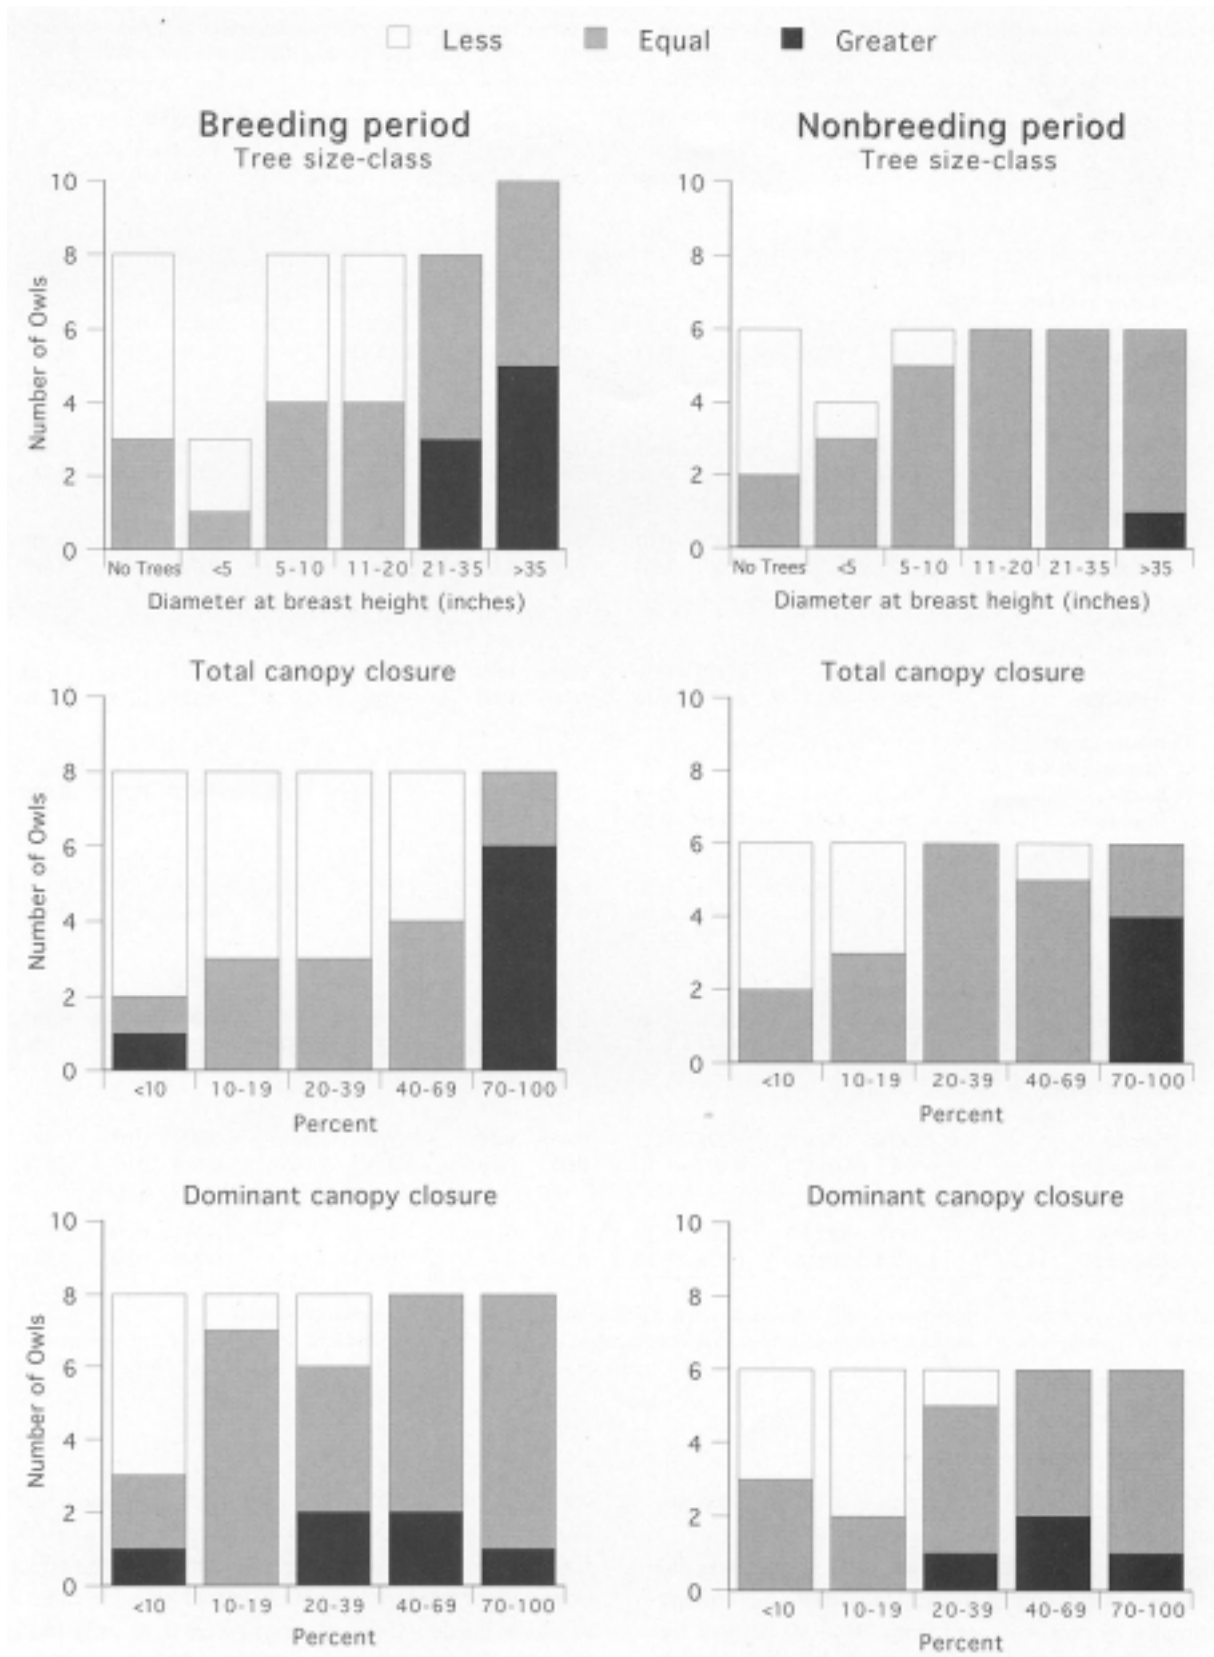 Less Equal Greater
Breeding period
Tree size-class
10
8
6
4
2
0
Number of Owls
No Trees <5 5-10 11-20 21-35 >35
Diameter at breast height (inches)
Nonbreeding period
Tree size-class
10
8
6
4
2
0
No Trees <5 5-10 11-20 21-35 >35
Diameter at breast height (inches)
Total canopy closure
10
8
6
4
2
0
Number of Owls
<10 10-19 20-39 40-69 70-100
Percent
Total canopy closure
10
8
6
4
2
0
<10 10-19 20-39 40-69 70-100
Percent
Dominant canopy closure
10
8
6
4
2
0
Number of Owls
<10 10-19 20-39 40-69 70-100
Percent
Dominant canopy closure
10
8
6
4
2
0
<10 10-19 20-39 40-69 70-100
Percent